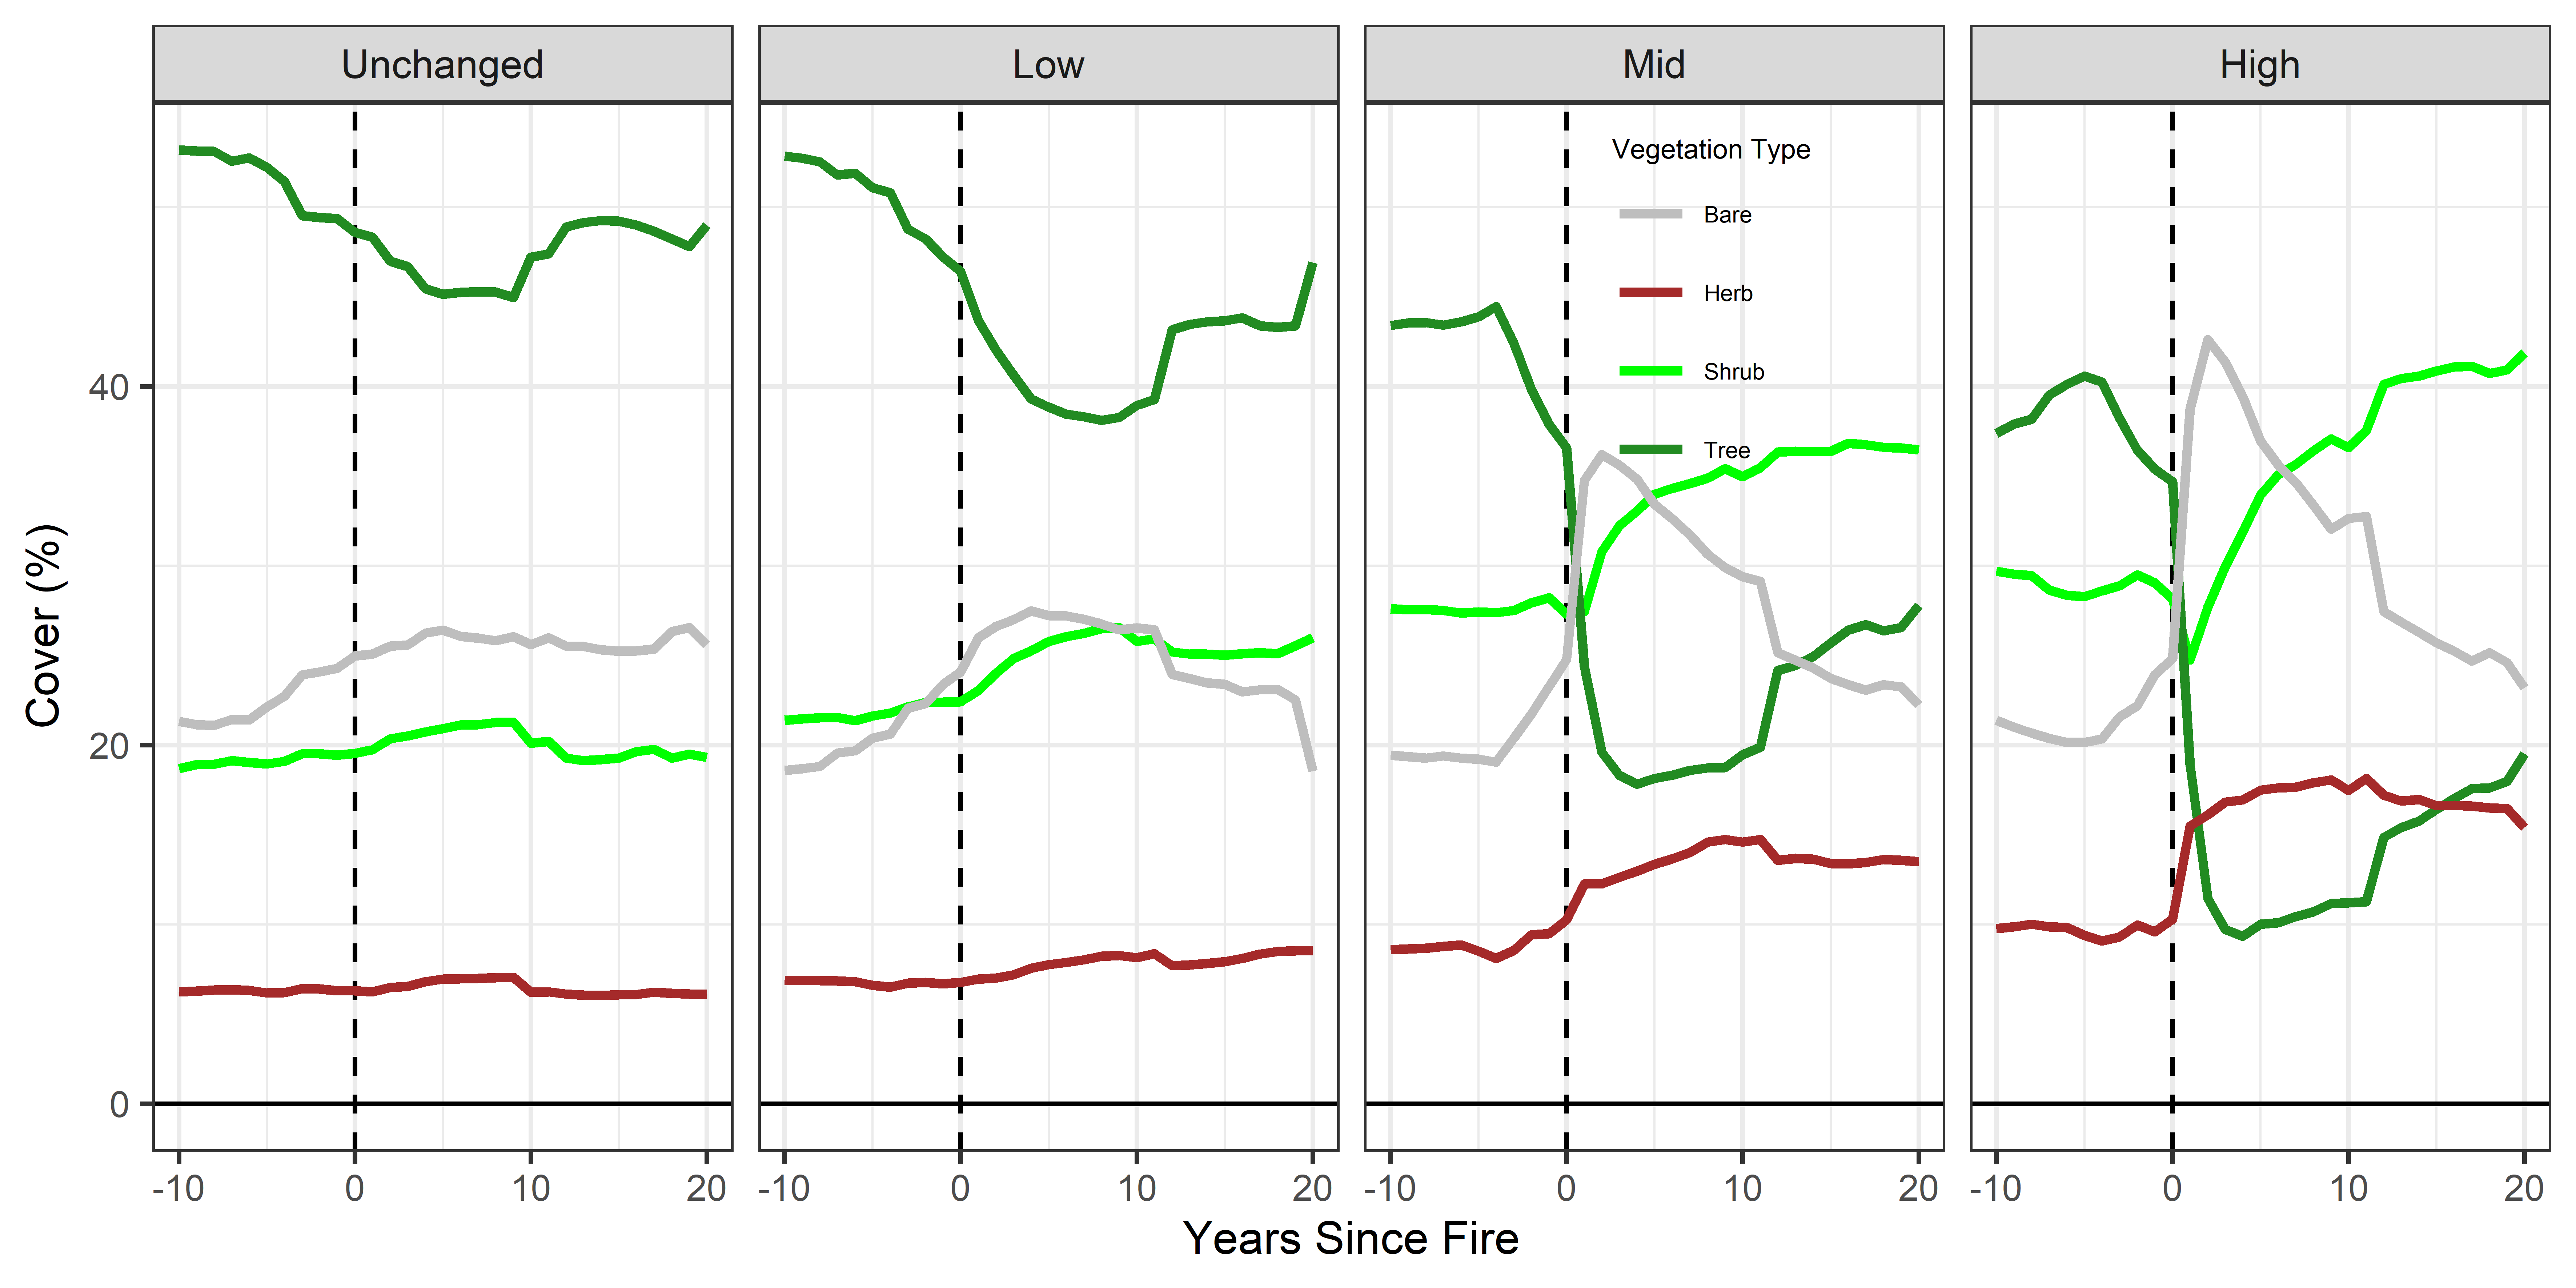 Unchanged Low Mid High
Vegetation Type
Bare
Herb
Shrub
Tree
Cover (%)
40
20
0
-10 0 10 20 -10 0 10 20 -10 0 10 20 -10 0 10 20
Years Since Fire